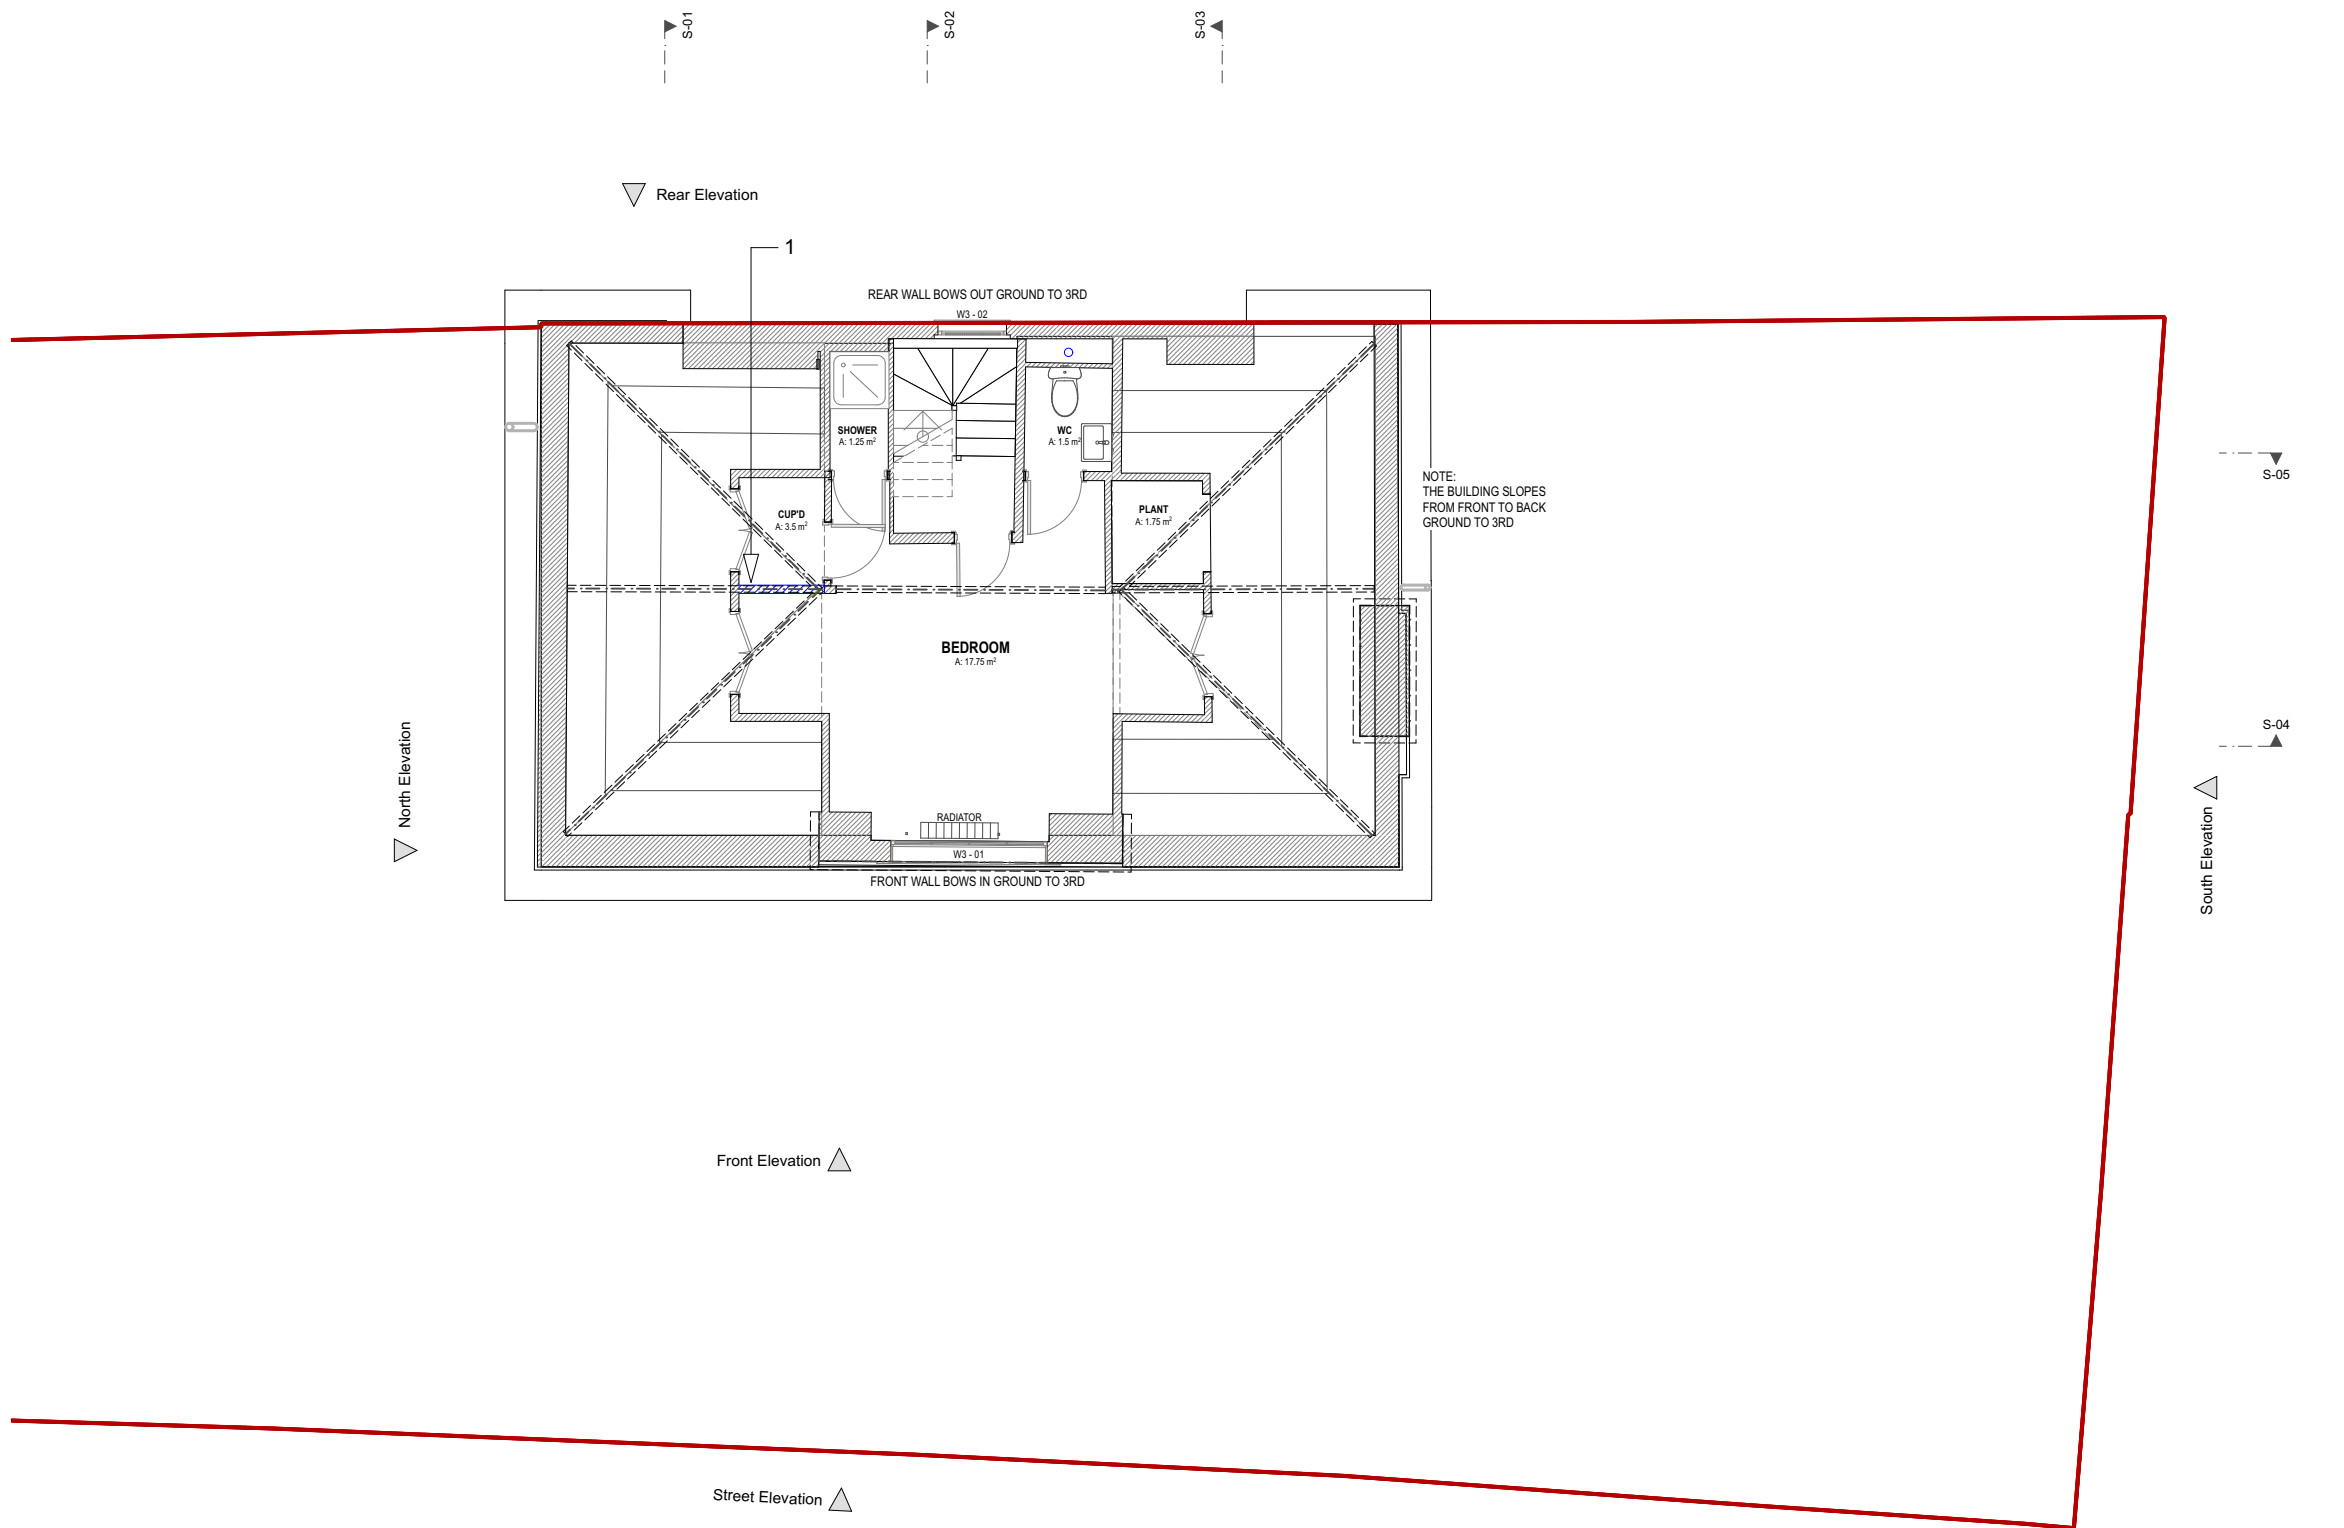 S-01
S-02
S-03
Rear Elevation
1
REAR WALL BOWS OUT GROUND TO 3RD
W3 - 02
SHOWER
A: 1.25 m²
WC
A: 1.5 m²
CUP'D
A: 3.5 m²
PLANT
A: 1.75 m²
NOTE:
THE BUILDING SLOPES
FROM FRONT TO BACK
GROUND TO 3RD
S-05
BEDROOM
A: 17.75 m²
S-04
North Elevation
South Elevation
RADIATOR
W3 - 01
FRONT WALL BOWS IN GROUND TO 3RD
Front Elevation
Street Elevation